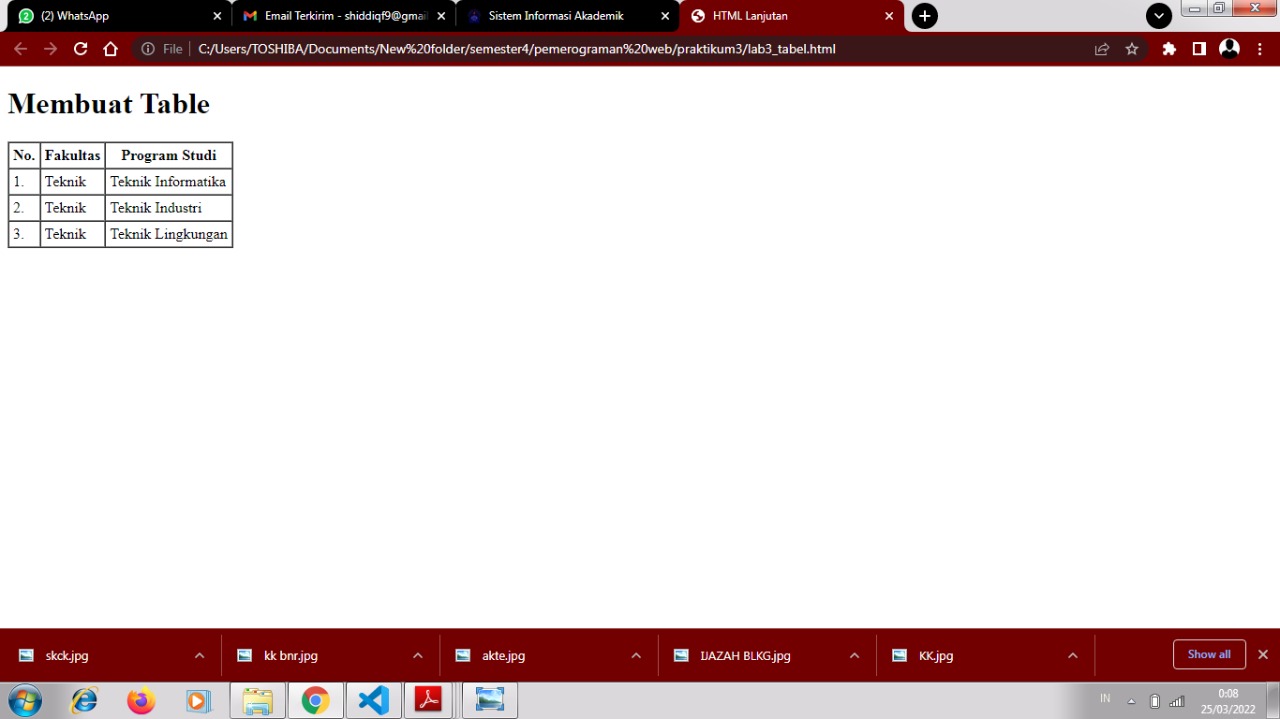 (2) WhatsApp
Email Terkirim - shiddiqf9@gmai
Sistem Informasi Akademik
HTML Lanjutan
File
C:/Users/TOSHIBA/Documents/New%20folder/semester4/pemerograman%20web/praktikum3/lab3_tabel.html
Membuat Table
No. Fakultas Program Studi
1. Teknik Teknik Informatika
2. Teknik Teknik Industri
3. Teknik Teknik Lingkungan
skck.jpg
kk bnr.jpg
akte.jpg
IJAZAH BLKG.jpg
KK.jpg
Show all
IN
0:08
25/03/2022